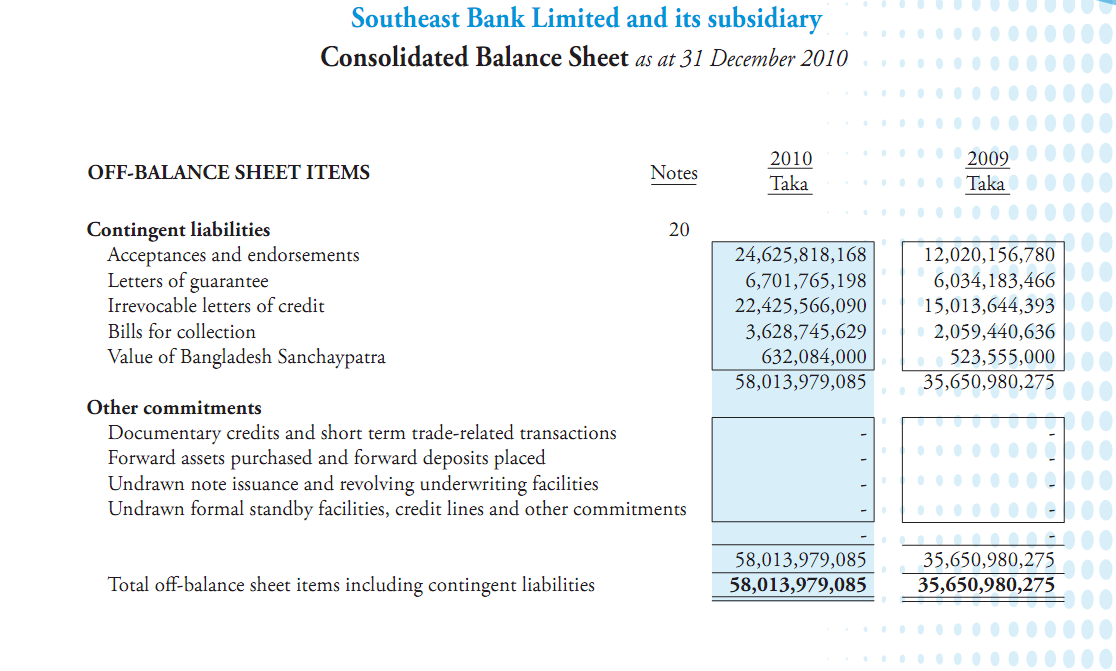 Southeast Bank Limited and its subsidiary
Consolidated Balance Sheet as at 31 December 2010
OFF-BALANCE SHEET ITEMS Notes 2010 Taka 2009 Taka
Contingent liabilities 20
Acceptances and endorsements 24,625,818,168 12,020,156,780
Letters of guarantee 6,701,765,198 6,034,183,466
Irrevocable letters of credit 22,425,566,090 15,013,644,393
Bills for collection 3,628,745,629 2,059,440,636
Value of Bangladesh Sanchaypatra 632,084,000 523,555,000
58,013,979,085 35,650,980,275
Other commitments
Documentary credits and short term trade-related transactions - -
Forward assets purchased and forward deposits placed - -
Undrawn note issuance and revolving underwriting facilities - -
Undrawn formal standby facilities, credit lines and other commitments - -
- -
58,013,979,085 35,650,980,275
Total off-balance sheet items including contingent liabilities 58,013,979,085 35,650,980,275